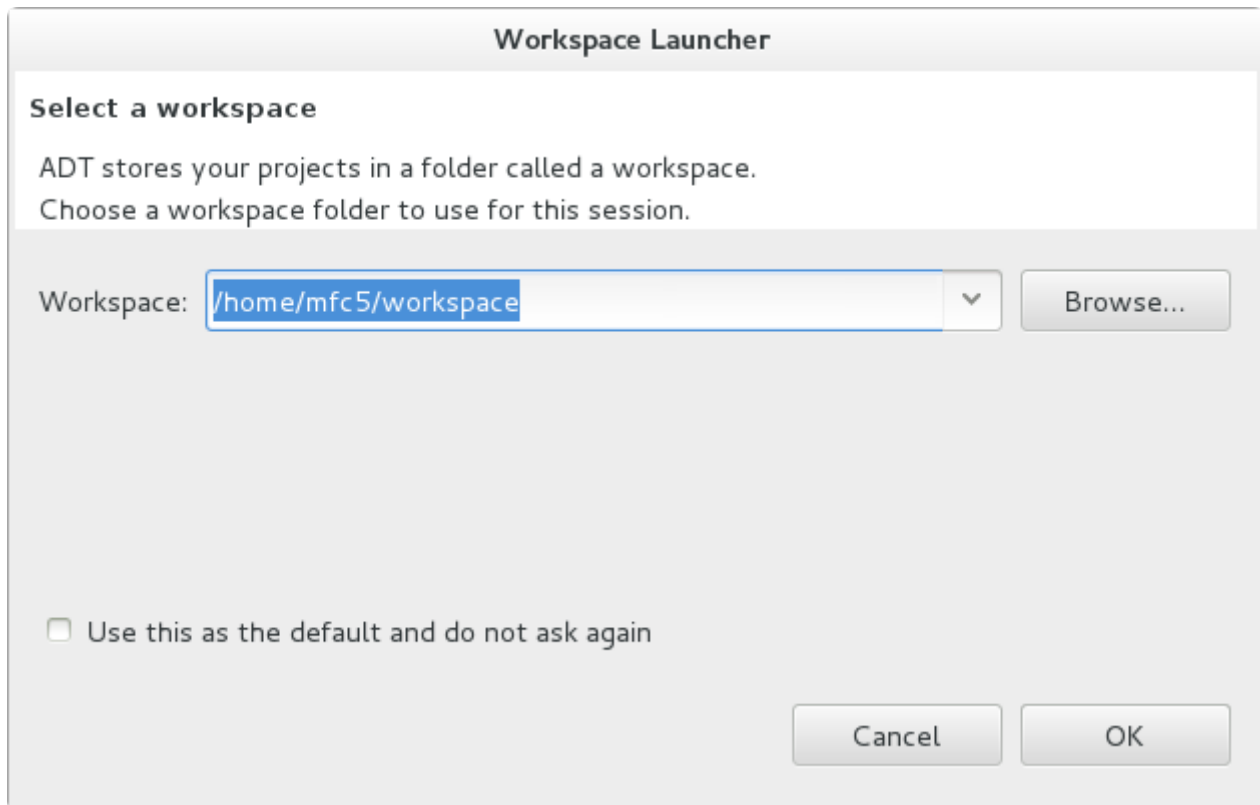 Workspace Launcher
Select a workspace
ADT stores your projects in a folder called a workspace.
Choose a workspace folder to use for this session.
Workspace: /home/mfc5/workspace Browse...
Use this as the default and do not ask again
Cancel OK